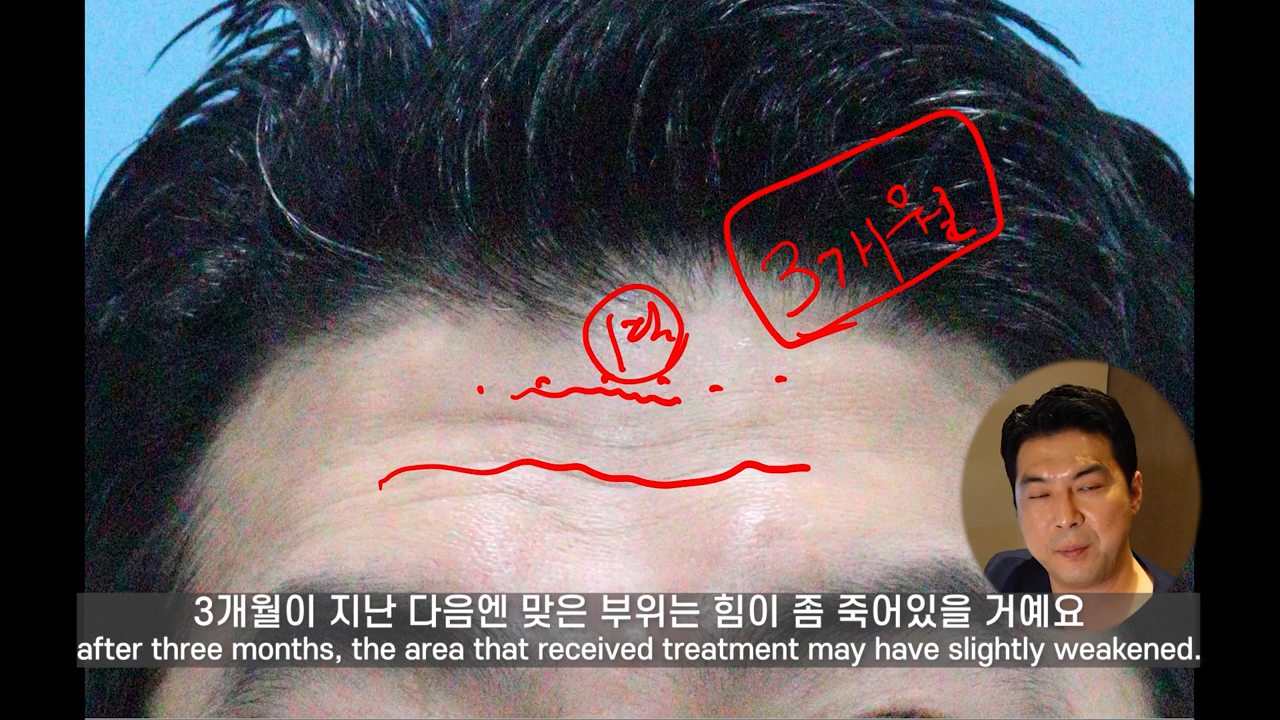 3개월
3개월이 지난 다음엔 맞은 부위는 힘이 좀 죽어있을 거예요
after three months, the area that received treatment may have slightly weakened.